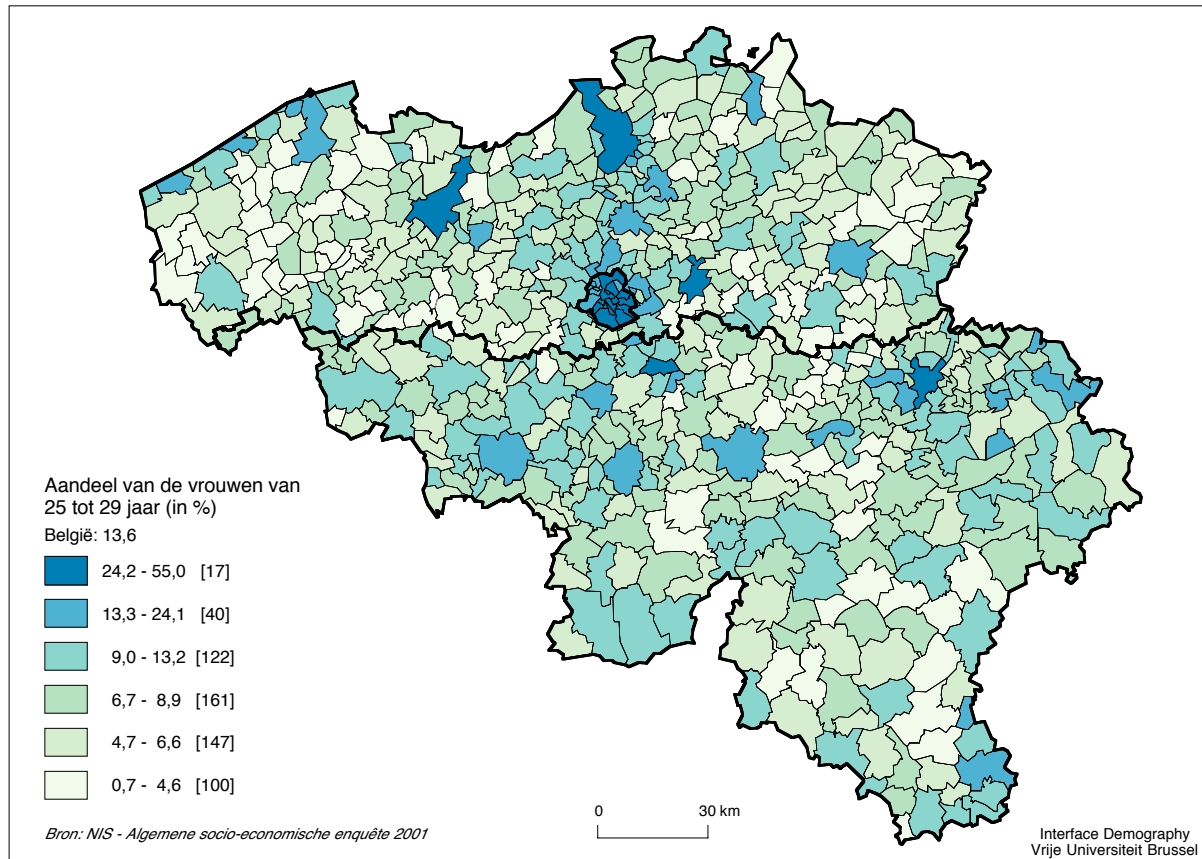 Aandeel van de vrouwen van
25 tot 29 jaar (in %)
België: 13,6
24,2 - 55,0 [17]
13,3 - 24,1 [40]
9,0 - 13,2 [122]
6,7 - 8,9 [161]
4,7 - 6,6 [147]
0,7 - 4,6 [100]
Bron: NIS - Algemene socio-economische enquête 2001
0 30 km
Interface Demography
Vrije Universiteit Brussel